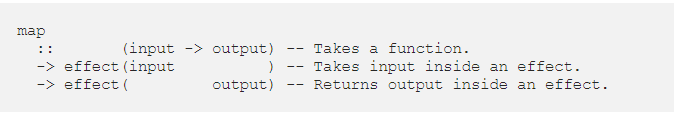 map
  ::       (input -> output) -- Takes a function.
  -> effect(input          ) -- Takes input inside an effect.
  -> effect(         output) -- Returns output inside an effect.